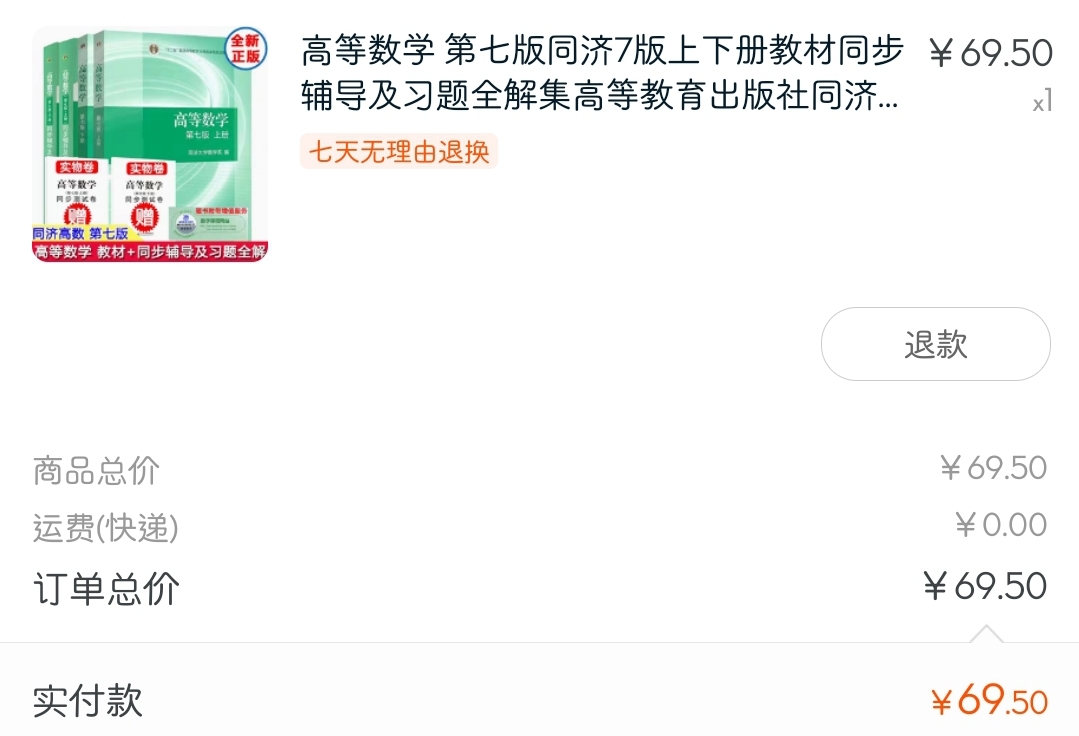 全新
正版
高等数学
第七版 上册
实物卷
实物卷
高等数学
高等数学
同步测试卷
同步测试卷
赠
赠
同济高数 第七版
高等数学 教材+同步辅导及习题全解
高等数学 第七版同济7版上下册教材同步
¥69.50
辅导及习题全解集高等教育出版社同济...
x1
七天无理由退换
退款
商品总价
¥69.50
运费(快递)
¥0.00
订单总价
¥69.50
实付款
¥69.50